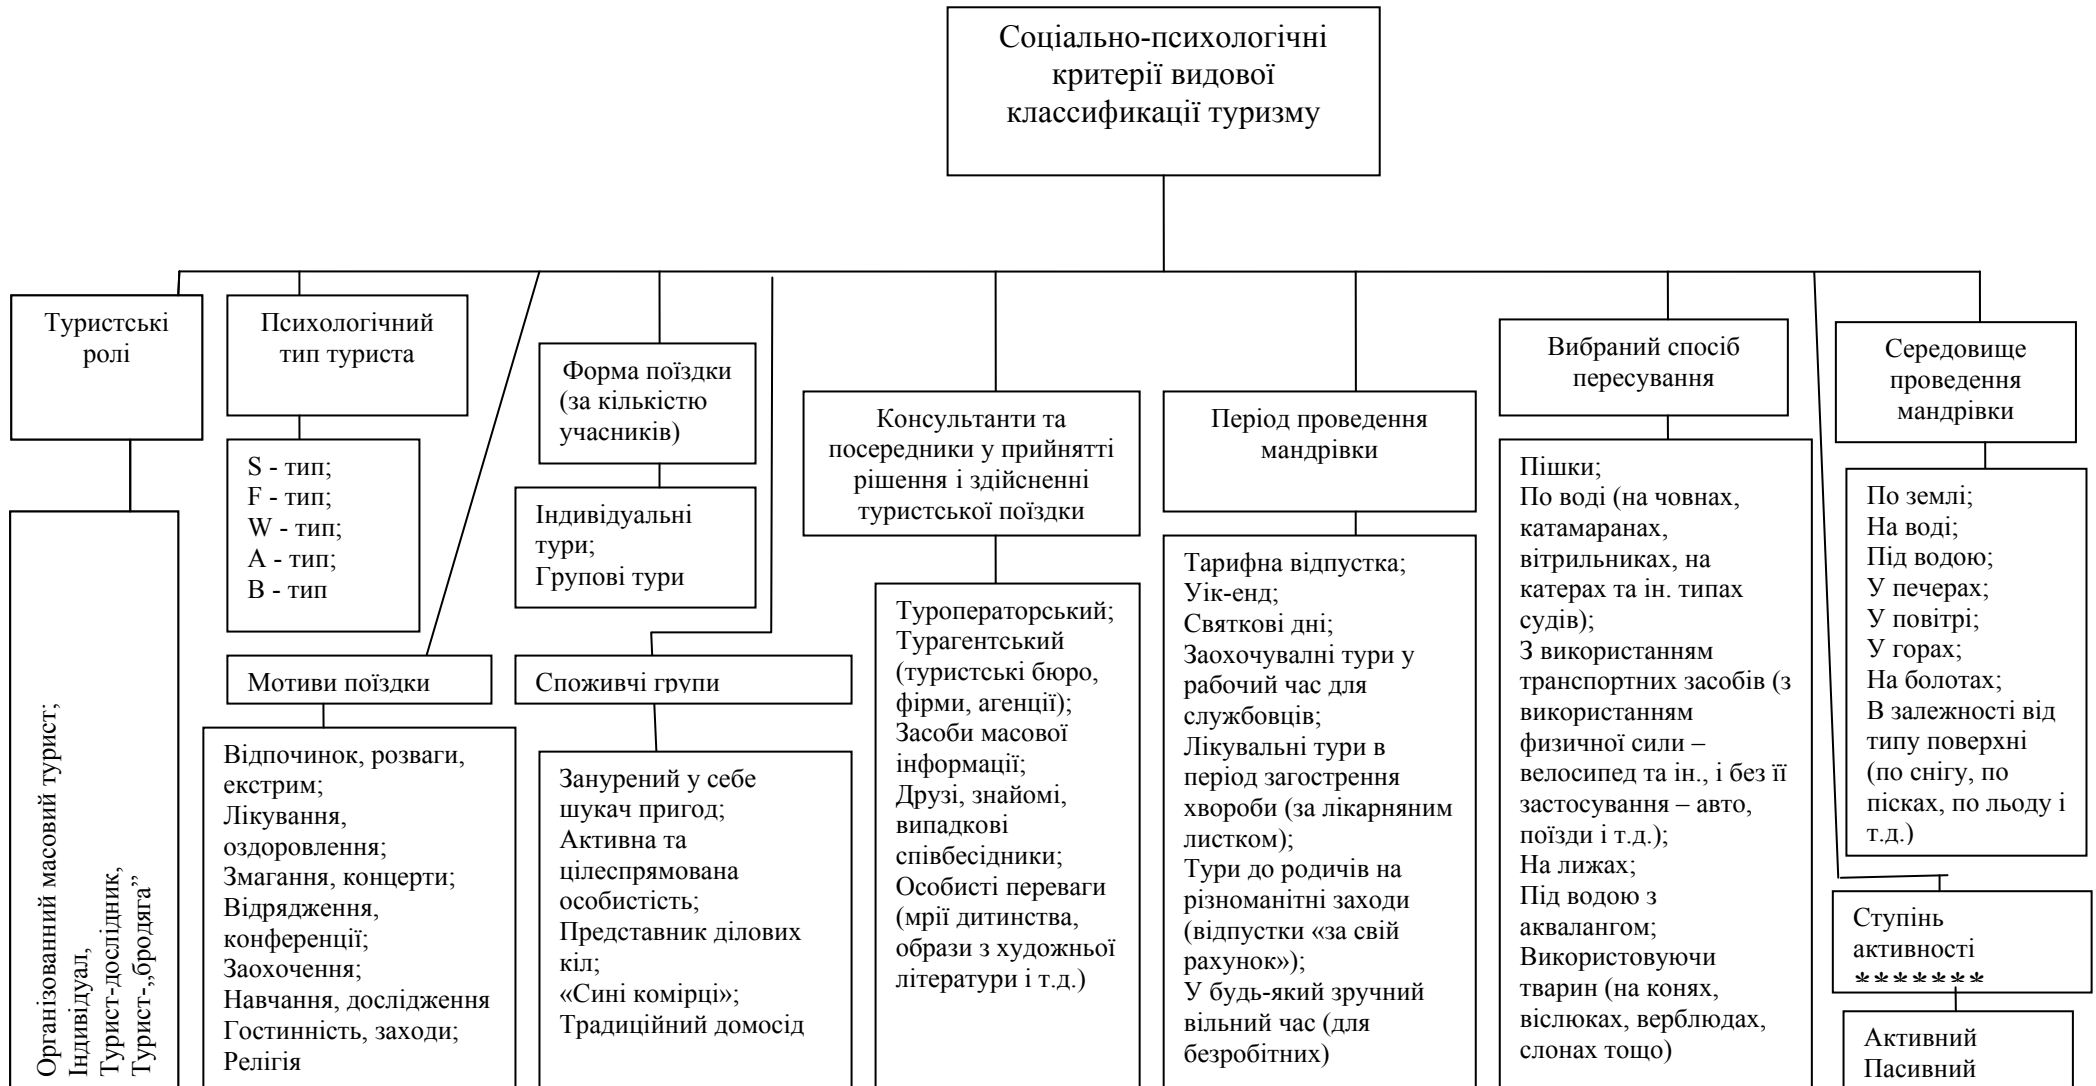 Соціально-психологічні
критерії видової
классификації туризму
Туристські
ролі
Організованний масовий турист;
Індивідуал,
Турист-дослідник,
Турист-„бродяга”
Психологічний
тип туриста
S - тип;
F - тип;
W - тип;
A - тип;
B - тип
Мотиви поїздки
Відпочинок, розваги,
екстрим;
Лікування,
оздоровлення;
Змагання, концерти;
Відрядження,
конференції;
Заохочення;
Навчання, дослідження
Гостинність, заходи;
Релігія
Форма поїздки
(за кількістю
учасників)
Індивідуальні
тури;
Групові тури
Споживчі групи
Занурений у себе
шукач пригод;
Активна та
цілеспрямована
особистість;
Представник ділових
кіл;
«Сині комірці»;
Традиційний домосід
Консультанти та
посередники у прийнятті
рішення і здійсненні
туристської поїздки
Туроператорський;
Турагентський
(туристські бюро,
фірми, агенції);
Засоби масової
інформації;
Друзі, знайомі,
випадкові
співбесідники;
Особисті переваги
(мрії дитинства,
образи з художньої
літератури і т.д.)
Період проведення
мандрівки
Тарифна відпустка;
Уік-енд;
Святкові дні;
Заохочувалні тури у
рабочий час для
службовців;
Лікувальні тури в
період загострення
хвороби (за лікарняним
листком);
Тури до родичів на
різноманітні заходи
(відпустки «за свій
рахунок»);
У будь-який зручний
вільний час (для
безробітних)
Вибраний спосіб
пересування
Пішки;
По воді (на човнах,
катамаранах,
вітрильниках, на
катерах та ін. типах
судів);
З використанням
транспортних засобів (з
використанням
физичної сили –
велосипед та ін., і без її
застосування – авто,
поїзди і т.д.);
На лижах;
Під водою з
аквалангом;
Використовуючи
тварин (на конях,
віслюках, верблюдах,
слонах тощо)
Середовище
проведення
мандрівки
По землі;
На воді;
Під водою;
У печерах;
У повітрі;
У горах;
На болотах;
В залежності від
типу поверхні
(по снігу, по
пісках, по льоду і
т.д.)
Ступінь
активності
*******
Активний
Пасивний